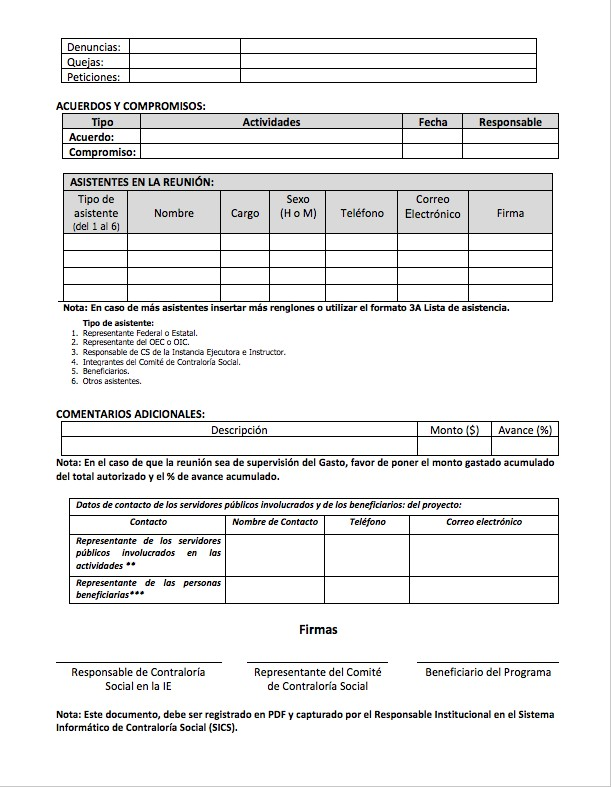 Denuncias:
Quejas:
Peticiones:
ACUERDOS Y COMPROMISOS:
Tipo Actividades Fecha Responsable
Acuerdo:
Compromiso:
ASISTENTES EN LA REUNIÓN:
Tipo de asistente (del 1 al 6) Nombre Cargo Sexo (H o M) Teléfono Correo Electrónico Firma
Nota: En caso de más asistentes insertar más renglones o utilizar el formato 3A Lista de asistencia.
Tipo de asistente:
1. Representante Federal o Estatal.
2. Representante del OEC o OIC.
3. Responsable de CS de la Instancia Ejecutora e Instructor.
4. Integrantes del Comité de Contraloría Social.
5. Beneficiarios.
6. Otros asistentes.
COMENTARIOS ADICIONALES:
Descripción Monto ($) Avance (%)
Nota: En el caso de que la reunión sea de supervisión del Gasto, favor de poner el monto gastado acumulado
del total autorizado y el % de avance acumulado.
Datos de contacto de los servidores públicos involucrados y de los beneficiarios: del proyecto:
Contacto Nombre de Contacto Teléfono Correo electrónico
Representante de los servidores
públicos involucrados en las
actividades **
Representante de las personas
beneficiarias***
Firmas
Responsable de Contraloría
Social en la IE
Representante del Comité
de Contraloría Social
Beneficiario del Programa
Nota: Este documento, debe ser registrado en PDF y capturado por el Responsable Institucional en el Sistema
Informático de Contraloría Social (SICS).